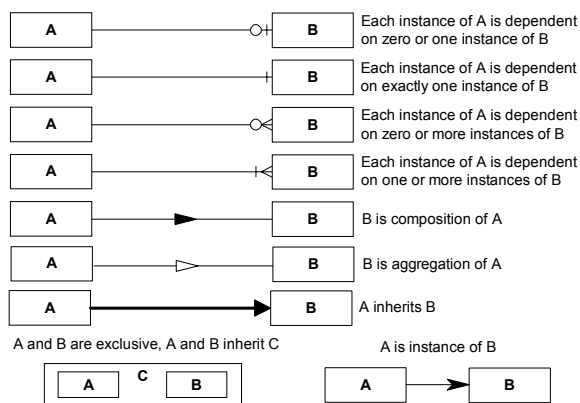 A B Each instance of A is dependent
on zero or one instance of B
A B Each instance of A is dependent
on exactly one instance of B
A B Each instance of A is dependent
on zero or more instances of B
A B Each instance of A is dependent
on one or more instances of B
A B B is composition of A
A B B is aggregation of A
A B A inherits B
A and B are exclusive, A and B inherit C
A C B
A is instance of B
A B